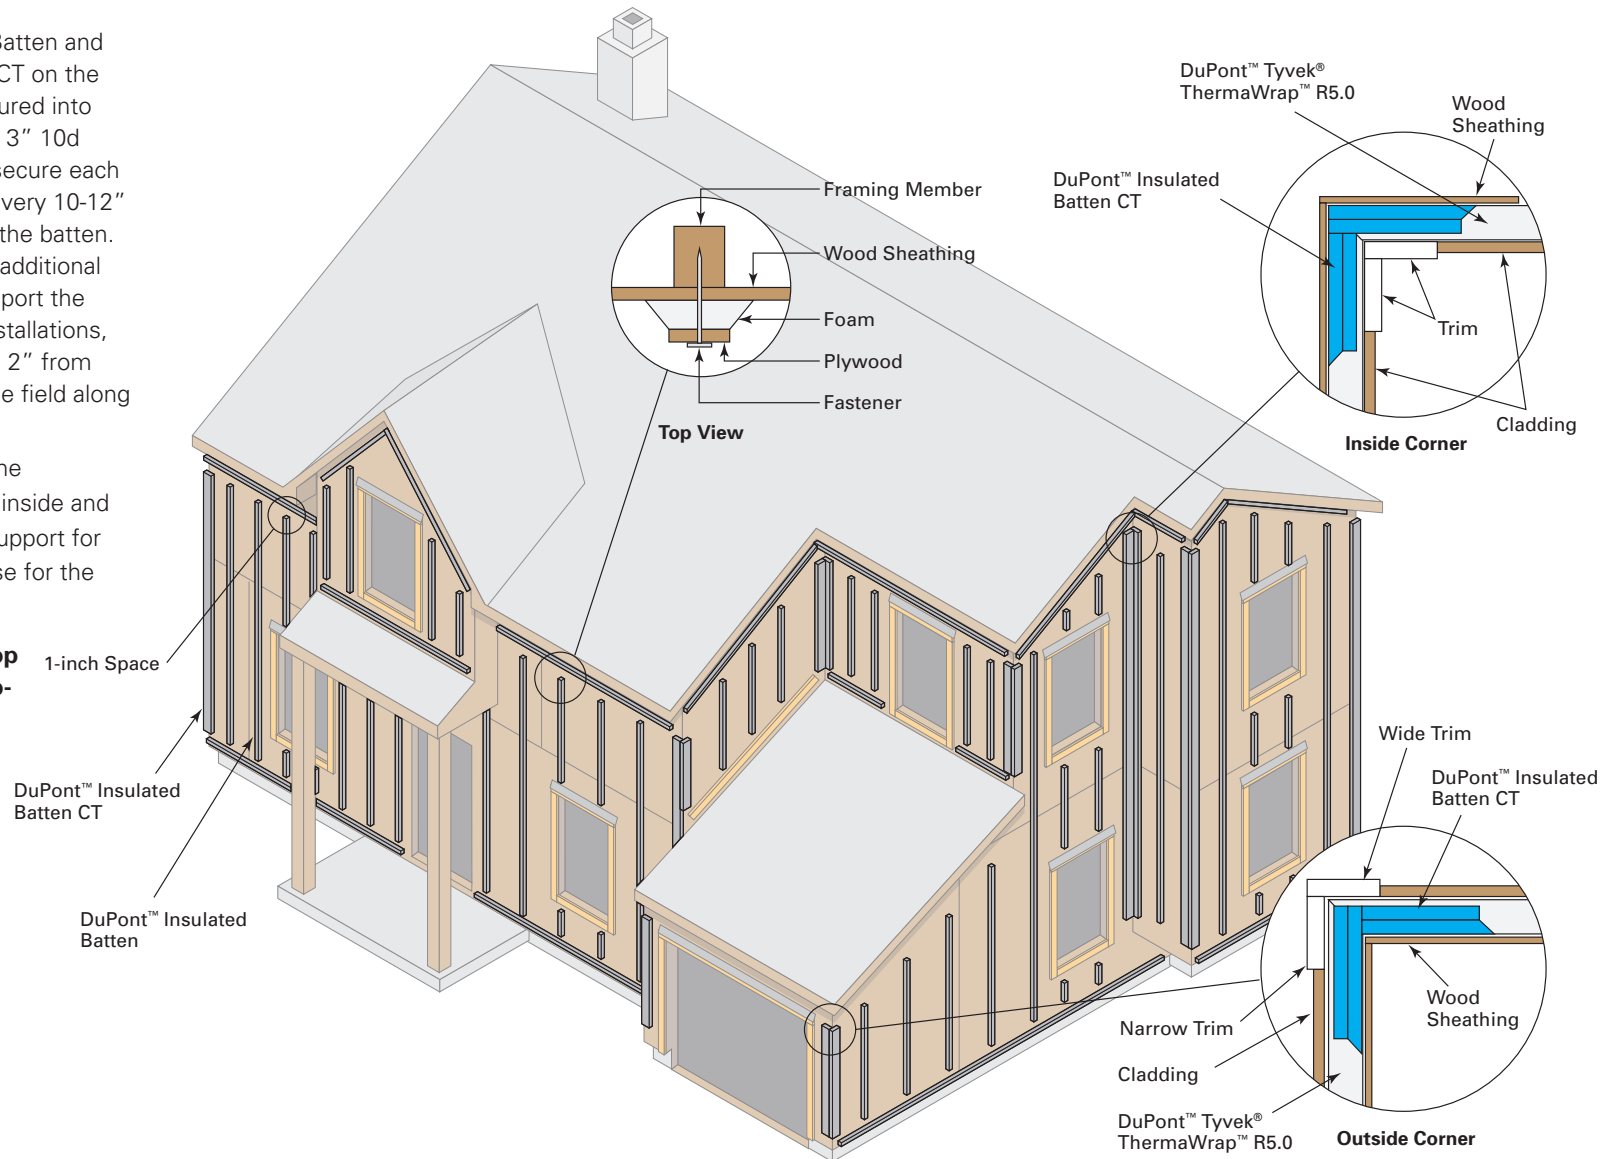 Batten and
CT on the
ured into
3” 10d
secure each
very 10-12”
the batten.
additional
port the
stallations,
2” from
e field along
ne
inside and
upport for
se for the
op
o-
1-inch Space
DuPont™ Insulated
Batten CT
DuPont™ Insulated
Batten
Framing Member
Wood Sheathing
Foam
Plywood
Fastener
Top View
DuPont™ Tyvek®
ThermaWrap™ R5.0
Wood
Sheathing
DuPont™ Insulated
Batten CT
Trim
Cladding
Inside Corner
Wide Trim
DuPont™ Insulated
Batten CT
Wood
Sheathing
Narrow Trim
Cladding
DuPont™ Tyvek®
ThermaWrap™ R5.0
Outside Corner